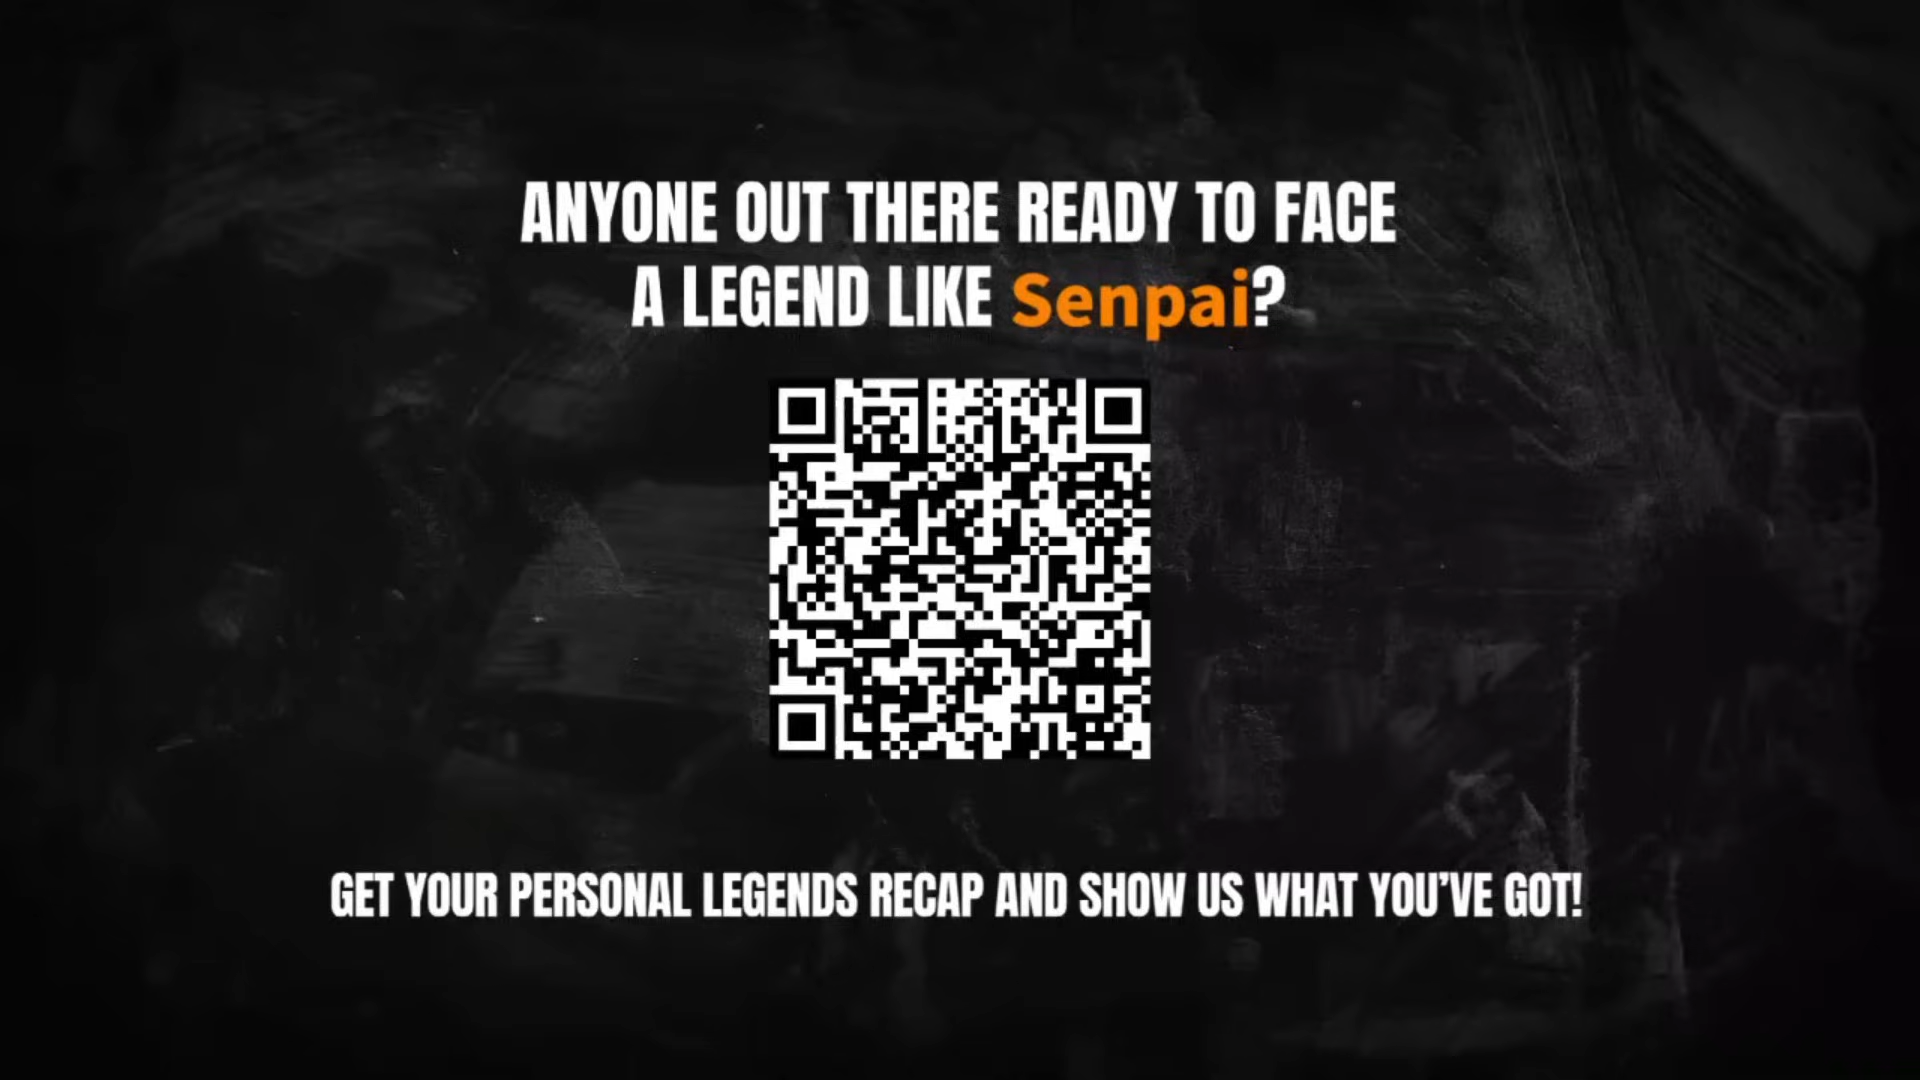 ANYONE OUT THERE READY TO FACE
A LEGEND LIKE Senpai?
GET YOUR PERSONAL LEGENDS RECAP AND SHOW US WHAT YOU’VE GOT!